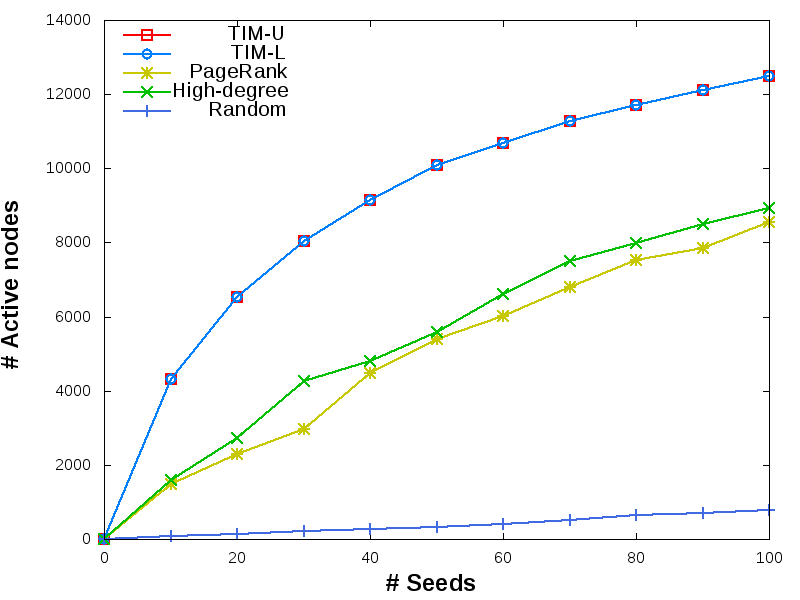 14000
12000
10000
8000
6000
4000
2000
0
# Active nodes
TIM-U
TIM-L
PageRank
High-degree
Random
0 20 40 60 80 100
# Seeds